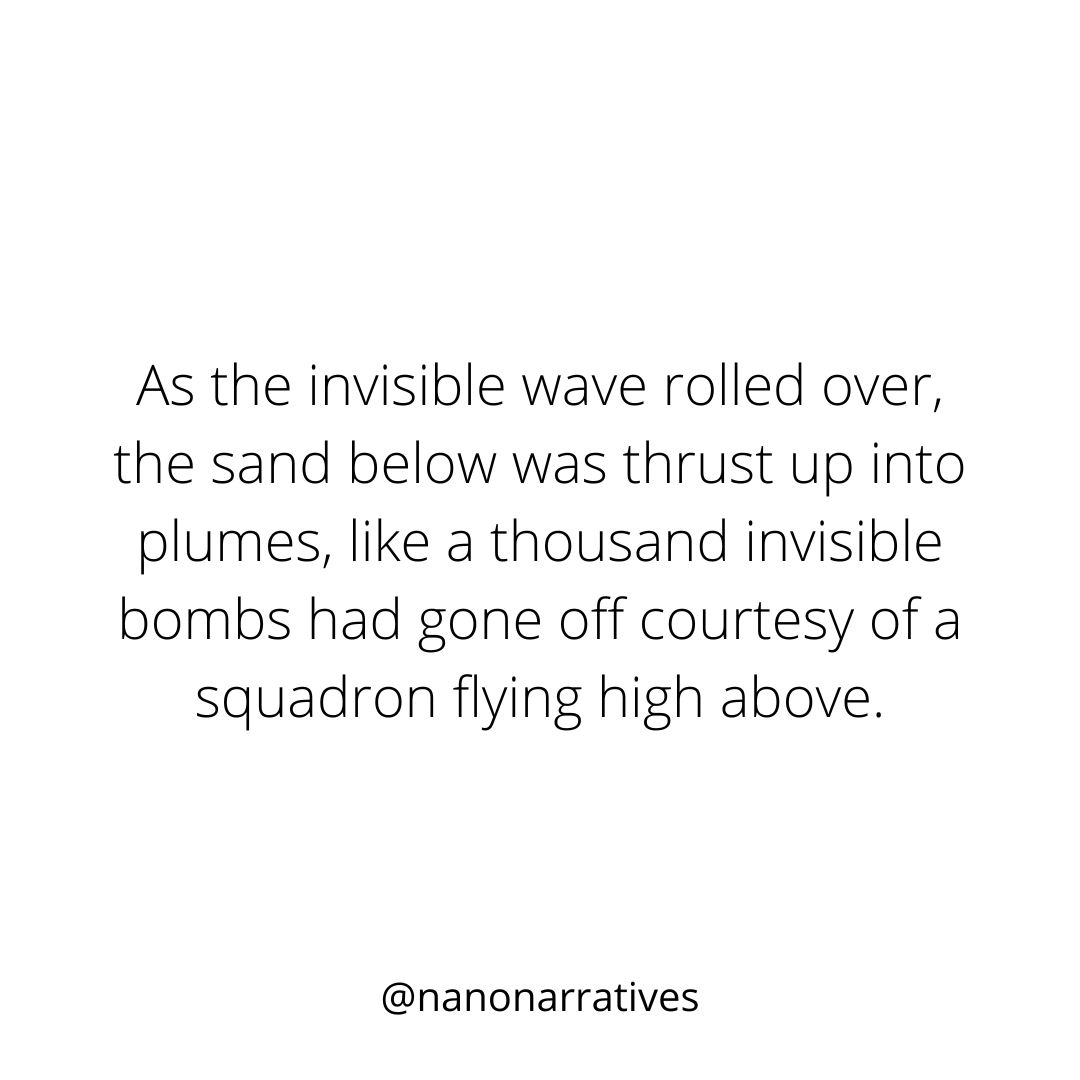 As the invisible wave rolled over,
the sand below was thrust up into
plumes, like a thousand invisible
bombs had gone off courtesy of a
squadron flying high above.
@nanonarratives